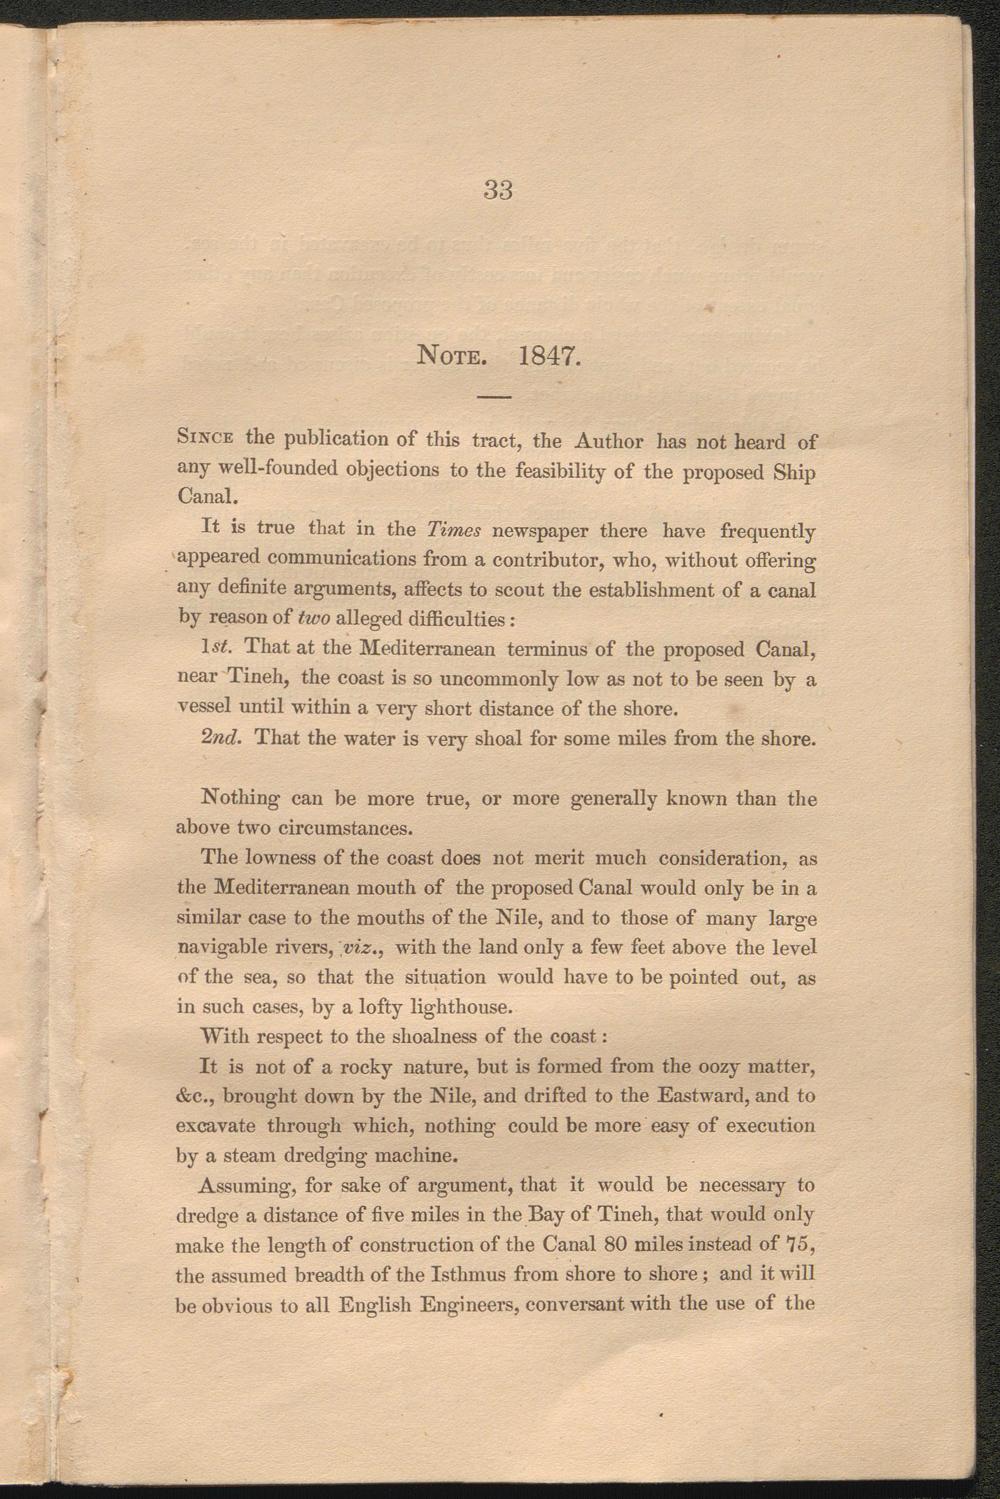 33
NOTE. 1847.
SINCE the publication of this tract, the Author has not heard of
any well-founded objections to the feasibility of the proposed Ship
Canal.
It is true that in the Times newspaper there have frequently
appeared communications from a contributor, who, without offering
any definite arguments, affects to scout the establishment of a canal
by reason of two alleged difficulties:
1st. That at the Mediterranean terminus of the proposed Canal,
near Tineh, the coast is so uncommonly low as not to be seen by a
vessel until within a very short distance of the shore.
2nd. That the water is very shoal for some miles from the shore.
Nothing can be more true, or more generally known than the
above two circumstances.
The lowness of the coast does not merit much consideration, as
the Mediterranean mouth of the proposed Canal would only be in a
similar case to the mouths of the Nile, and to those of many large
navigable rivers, viz., with the land only a few feet above the level
of the sea, so that the situation would have to be pointed out, as
in such cases, by a lofty lighthouse.
With respect to the shoalness of the coast:
It is not of a rocky nature, but is formed from the oozy matter,
&c., brought down by the Nile, and drifted to the Eastward, and to
excavate through which, nothing could be more easy of execution
by a steam dredging machine.
Assuming, for sake of argument, that it would be necessary to
dredge a distance of five miles in the Bay of Tineh, that would only
make the length of construction of the Canal 80 miles instead of 75,
the assumed breadth of the Isthmus from shore to shore; and it will
be obvious to all English Engineers, conversant with the use of the